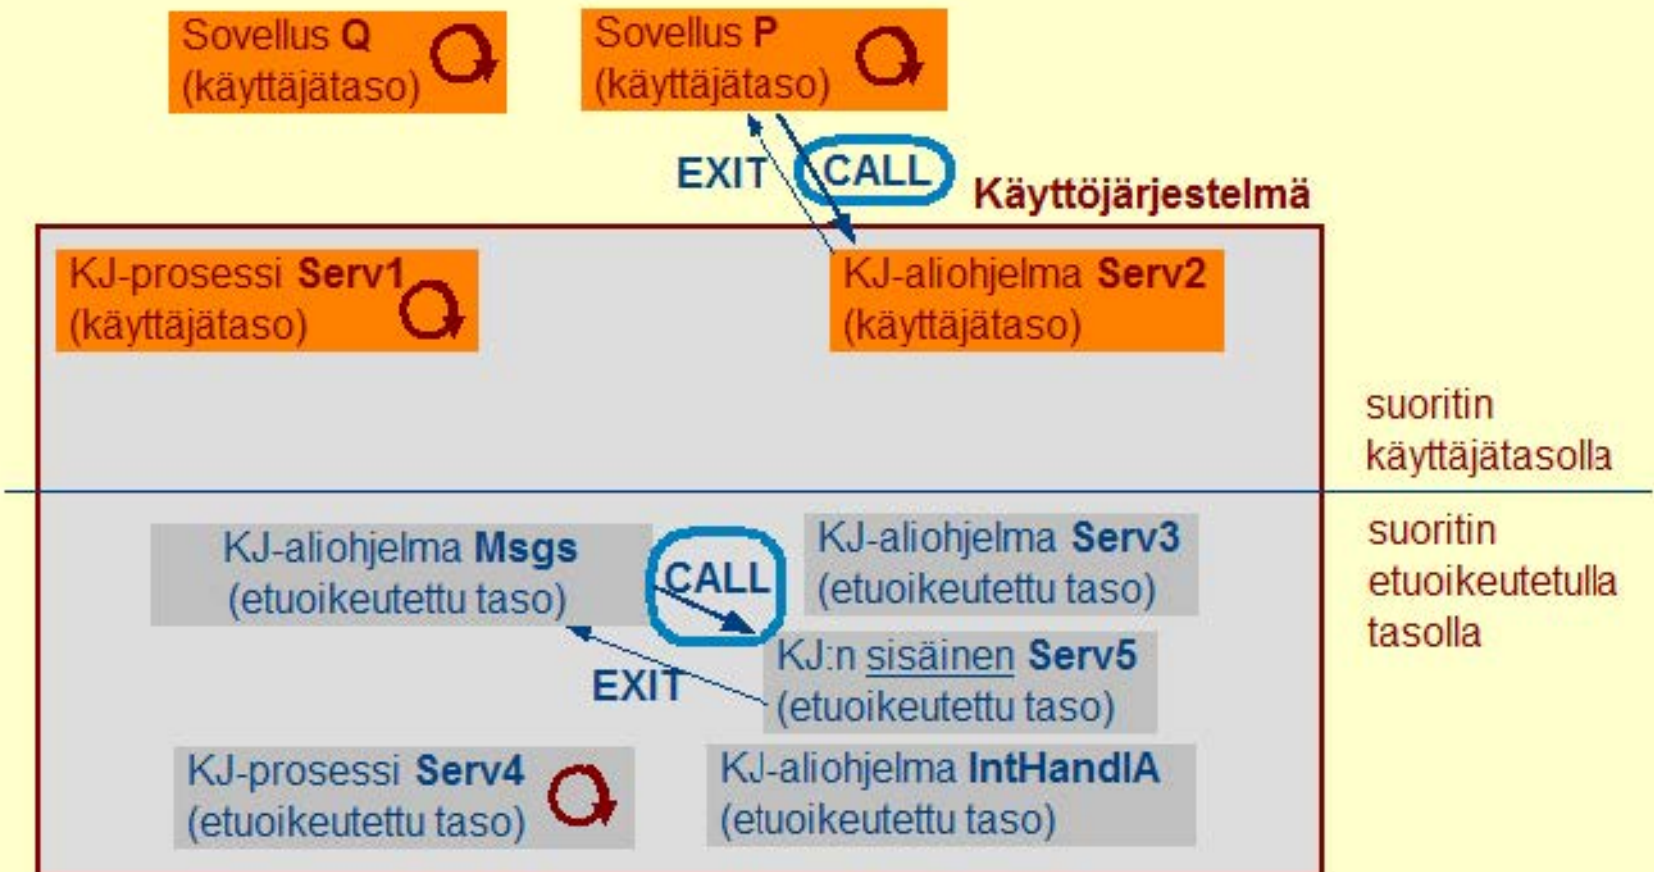 Sovellus Q
(käyttäjätaso)
Sovellus P
(käyttäjätaso)
EXIT
CALL
Käyttöjärjestelmä
KJ-prosessi Serv1
(käyttäjätaso)
KJ-aliohjelma Serv2
(käyttäjätaso)
suoritin
käyttäjätasolla
KJ-aliohjelma Msgs
(etuoikeutettu taso)
CALL
KJ-aliohjelma Serv3
(etuoikeutettu taso)
suoritin
etuoikeutetulla
tasolla
EXIT
KJ:n sisäinen Serv5
(etuoikeutettu taso)
KJ-prosessi Serv4
(etuoikeutettu taso)
KJ-aliohjelma IntHandlA
(etuoikeutettu taso)